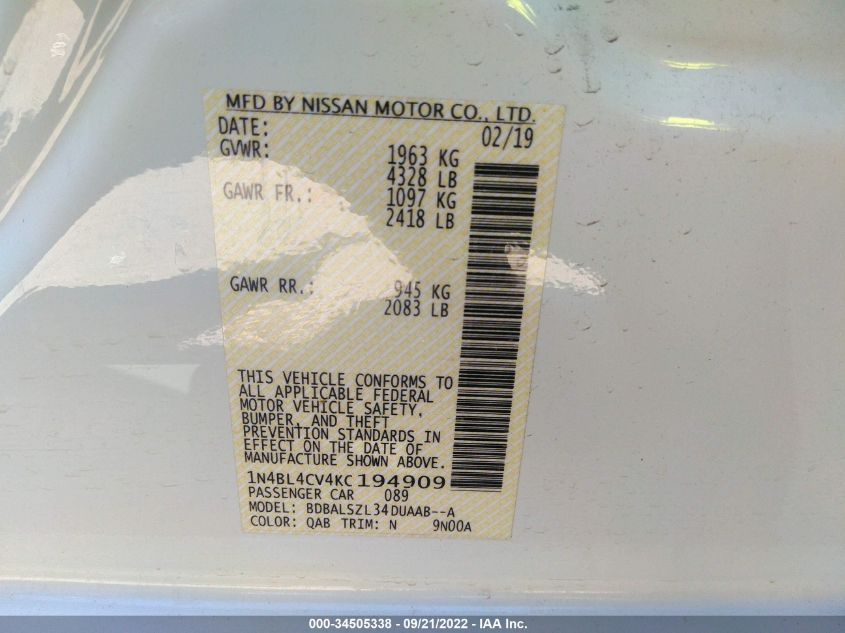 MFD BY NISSAN MOTOR CO., LTD.
DATE: 02/19
GVWR: 1963 KG
4328 LB
GAWR FR.: 1097 KG
2418 LB
GAWR RR.: 945 KG
2083 LB
THIS VEHICLE CONFORMS TO
ALL APPLICABLE FEDERAL
MOTOR VEHICLE SAFETY,
BUMPER, AND THEFT
PREVENTION STANDARDS IN
EFFECT ON THE DATE OF
MANUFACTURE SHOWN ABOVE.
1N4BL4CV4KC194909
PASSENGER CAR 089
MODEL: BDBALSZL34DUAAB--A
COLOR: QAB TRIM: N 9N00A
000-34505338 - 09/21/2022 - IAA Inc.